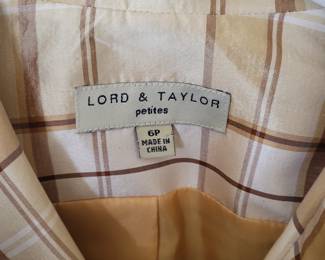 LORD & TAYLOR
petites
6P
MADE IN
CHINA